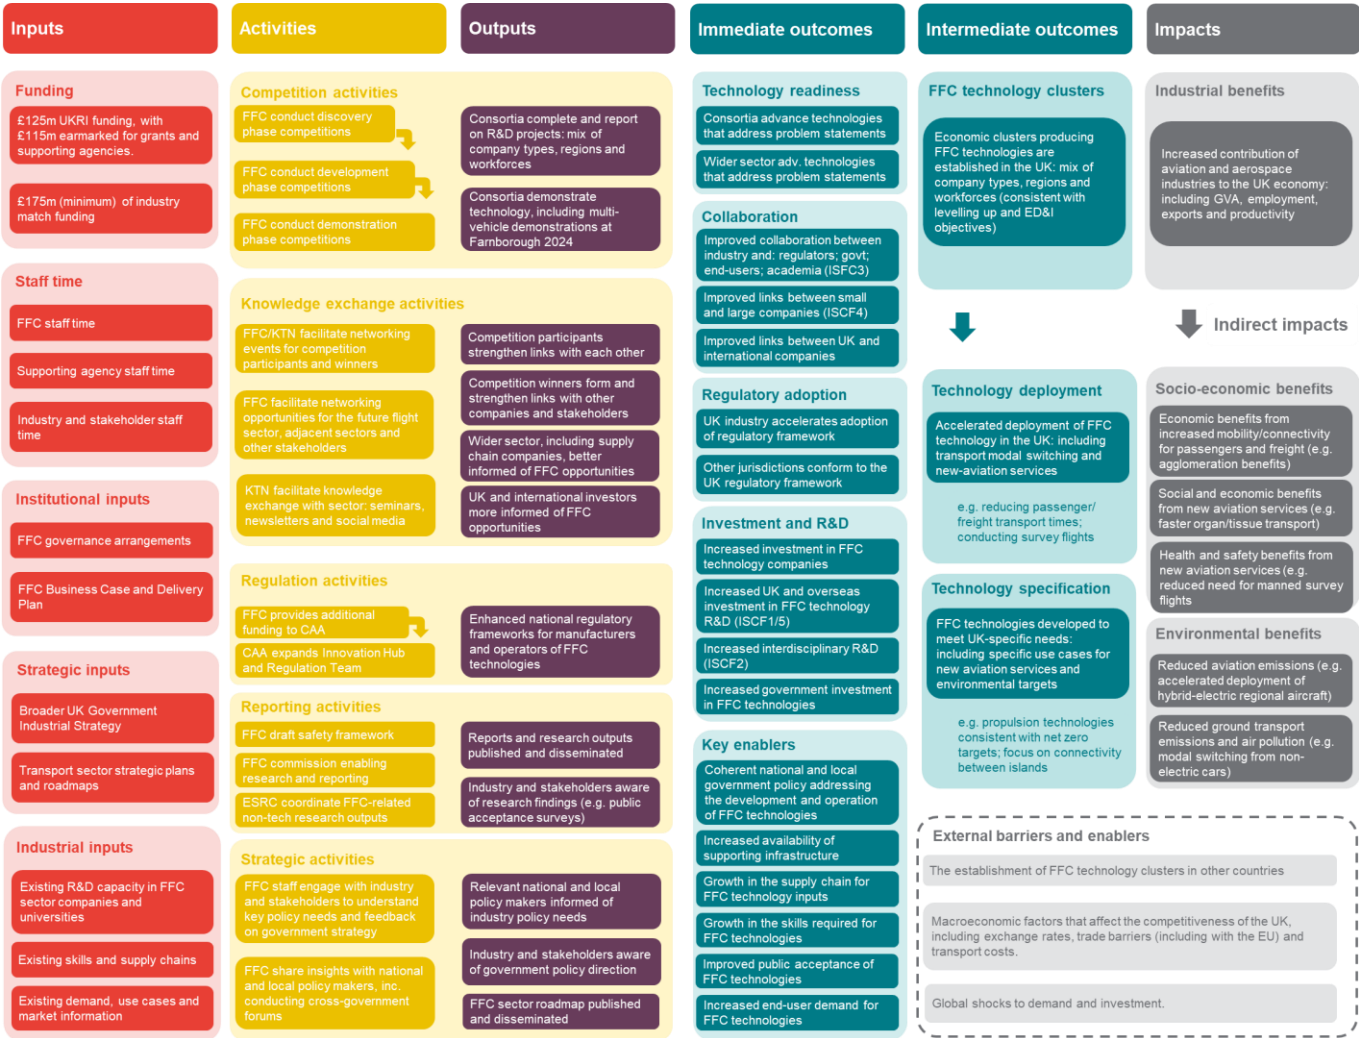 Inputs
Activities
Outputs
Immediate outcomes
Intermediate outcomes
Impacts
Funding
£125m UKRI funding, with
£115m earmarked for grants and
supporting agencies.
£175m (minimum) of industry
match funding
Staff time
FFC staff time
Supporting agency staff time
Industry and stakeholder staff
time
Institutional inputs
FFC governance arrangements
FFC Business Case and Delivery
Plan
Strategic inputs
Broader UK Government
Industrial Strategy
Transport sector strategic plans
and roadmaps
Industrial inputs
Existing R&D capacity in FFC
sector companies and
universities
Existing skills and supply chains
Existing demand, use cases and
market information
Competition activities
FFC conduct discovery
phase competitions
FFC conduct development
phase competitions
FFC conduct demonstration
phase competitions
Consortia complete and report
on R&D projects: mix of
company types, regions and
workforces
Consortia demonstrate
technology, including multi-
vehicle demonstrations at
Farnborough 2024
Knowledge exchange activities
FFC/KTN facilitate networking
events for competition
participants and winners
FFC facilitate networking
opportunities for the future flight
sector, adjacent sectors and
other stakeholders
KTN facilitate knowledge
exchange with sector: seminars,
newsletters and social media
Competition participants
strengthen links with each other
Competition winners form and
strengthen links with other
companies and stakeholders
Wider sector, including supply
chain companies, better
informed of FFC opportunities
UK and international investors
more informed of FFC
opportunities
Regulation activities
FFC provides additional
funding to CAA
CAA expands Innovation Hub
and Regulation Team
Enhanced national regulatory
frameworks for manufacturers
and operators of FFC
technologies
Reporting activities
FFC draft safety framework
FFC commission enabling
research and reporting
ESRC coordinate FFC-related
non-tech research outputs
Reports and research outputs
published and disseminated
Industry and stakeholders aware
of research findings (e.g. public
acceptance surveys)
Strategic activities
FFC staff engage with industry
and stakeholders to understand
key policy needs and feedback
on government strategy
FFC share insights with national
and local policy makers, inc.
conducting cross-government
forums
Relevant national and local
policy makers informed of
industry policy needs
Industry and stakeholders aware
of government policy direction
FFC sector roadmap published
and disseminated
Technology readiness
Consortia advance technologies
that address problem statements
Wider sector adv. technologies
that address problem statements
Collaboration
Improved collaboration between
industry and: regulators; govt;
end-users; academia (ISFC3)
Improved links between small
and large companies (ISCF4)
Improved links between UK and
international companies
Regulatory adoption
UK industry accelerates adoption
of regulatory framework
Other jurisdictions conform to the
UK regulatory framework
Investment and R&D
Increased investment in FFC
technology companies
Increased UK and overseas
investment in FFC technology
R&D (ISCF1/5)
Increased interdisciplinary R&D
(ISCF2)
Increased government investment
in FFC technologies
Key enablers
Coherent national and local
government policy addressing
the development and operation
of FFC technologies
Increased availability of
supporting infrastructure
Growth in the supply chain for
FFC technology inputs
Growth in the skills required for
FFC technologies
Improved public acceptance of
FFC technologies
Increased end-user demand for
FFC technologies
FFC technology clusters
Economic clusters producing
FFC technologies are
established in the UK: mix of
company types, regions and
workforces (consistent with
levelling up and ED&I
objectives)
Technology deployment
Accelerated deployment of FFC
technology in the UK: including
transport modal switching and
new-aviation services
e.g. reducing passenger/
freight transport times;
conducting survey flights
Technology specification
FFC technologies developed to
meet UK-specific needs:
including specific use cases for
new aviation services and
environmental targets
e.g. propulsion technologies
consistent with net zero
targets; focus on connectivity
between islands
Industrial benefits
Increased contribution of
aviation and aerospace
industries to the UK economy:
including GVA, employment,
exports and productivity
Indirect impacts
Socio-economic benefits
Economic benefits from
increased mobility/connectivity
for passengers and freight (e.g.
agglomeration benefits)
Social and economic benefits
from new aviation services (e.g.
faster organ/tissue transport)
Health and safety benefits from
new aviation services (e.g.
reduced need for manned survey
flights
Environmental benefits
Reduced aviation emissions (e.g.
accelerated deployment of
hybrid-electric regional aircraft)
Reduced ground transport
emissions and air pollution (e.g.
modal switching from non-
electric cars)
External barriers and enablers
The establishment of FFC technology clusters in other countries
Macroeconomic factors that affect the competitiveness of the UK,
including exchange rates, trade barriers (including with the EU) and
transport costs.
Global shocks to demand and investment.